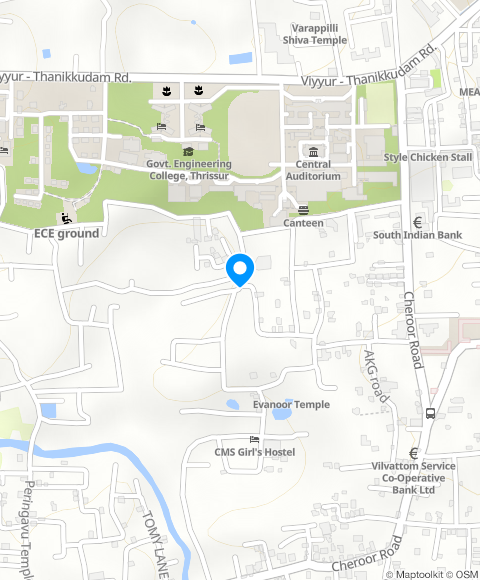 Varappilli
Shiva Temple
Viyyur - Thanikkudam Rd.
iyyur - Thanikkudam Rd.
MEA
Style Chicken Stall
Govt. Engineering
College, Thrissur
Central
Auditorium
Canteen
ECE ground
South Indian Bank
Cheroor Road
AKG road
Evanoor Temple
CMS Girl's Hostel
Vilvattom Service
Co-Operative
Bank Ltd
Peringavu Temple
TOMY LANE
Cheroor Road
© Maptoolkit © OSM